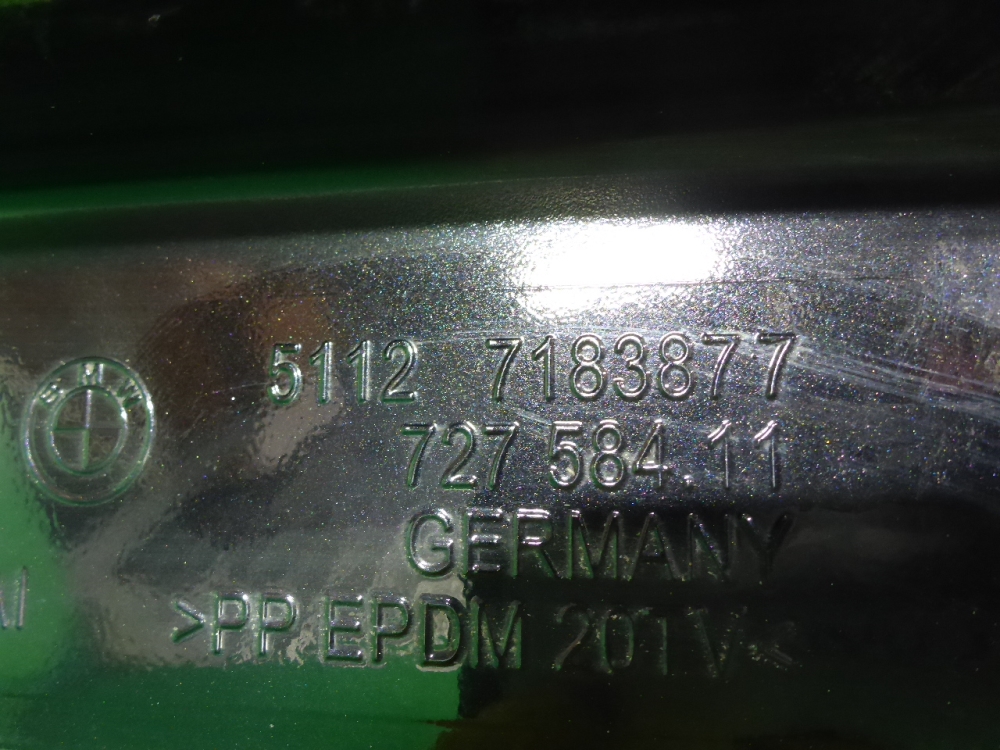 5112 7183877
BMW
727 584.11
GERMANY
>PP EPDM 20TV<